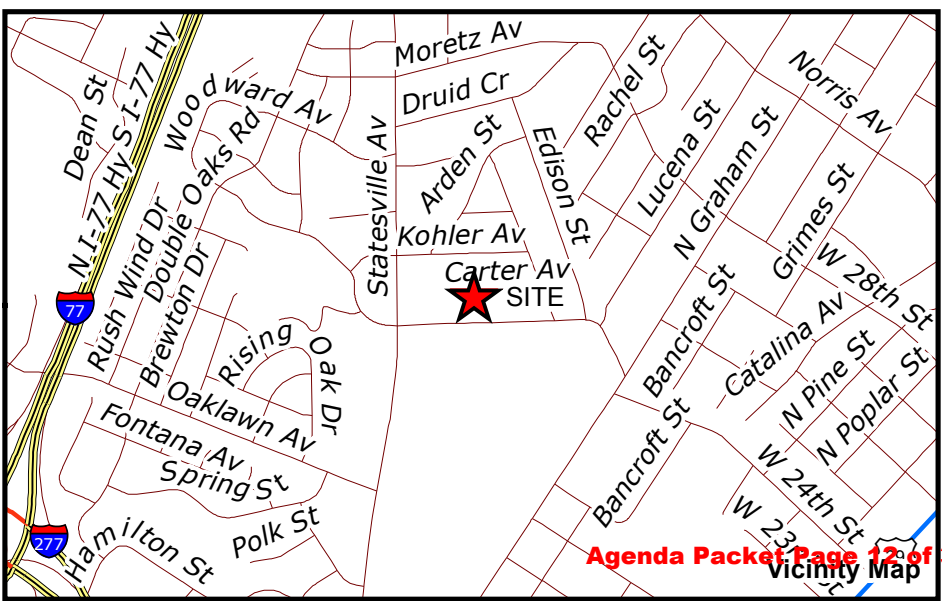 Moretz Av
Druid Cr
Dean St
N I-77 Hy S I-77 Hy
Woodward Av
Double Oaks Rd
Statesville Av
Arden St
Edison St
Rachel St
Lucena St
N Graham St
Norris Av
Kohler Av
Carter Av
SITE
Grimes St
W 28th St
77
Rush Wind Dr
Brewton Dr
Rising Oak Dr
Bancroft St
Catalina Av
N Pine St
N Poplar St
Oaklawn Av
Fontana Av
Spring St
Polk St
Hamilton St
277
Bancroft St
W 24th St
W 23
St
Agenda Packet Page 12 of
Vicinity Map